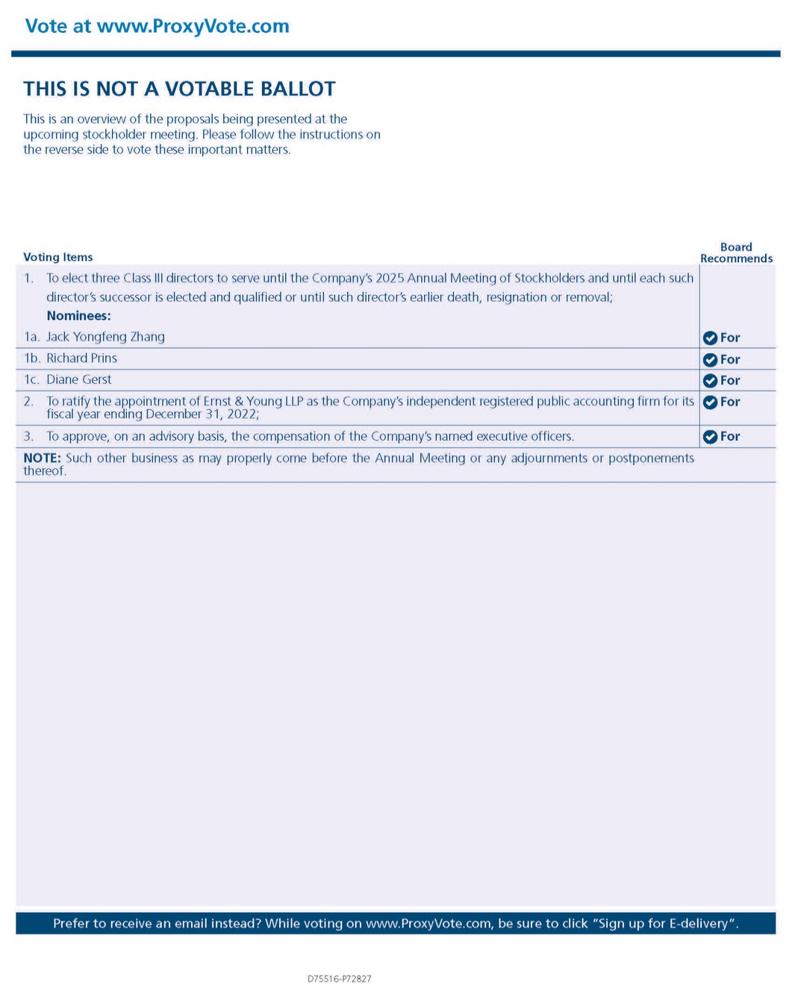 Vote at www.ProxyVote.com
THIS IS NOT A VOTABLE BALLOT
This is an overview of the proposals being presented at the
upcoming stockholder meeting. Please follow the instructions on
the reverse side to vote these important matters.
Voting Items
Board
Recommends
1. To elect three Class III directors to serve until the Company’s 2025 Annual Meeting of Stockholders and until each such
director’s successor is elected and qualified or until such director’s earlier death, resignation or removal;
Nominees:
1a. Jack Yongfeng Zhang For
1b. Richard Prins For
1c. Diane Gerst For
2. To ratify the appointment of Ernst & Young LLP as the Company’s independent registered public accounting firm for its For
fiscal year ending December 31, 2022;
3. To approve, on an advisory basis, the compensation of the Company’s named executive officers. For
NOTE: Such other business as may properly come before the Annual Meeting or any adjournments or postponements
thereof.
Prefer to receive an email instead? While voting on www.ProxyVote.com, be sure to click “Sign up for E-delivery”.
D75516-P72827